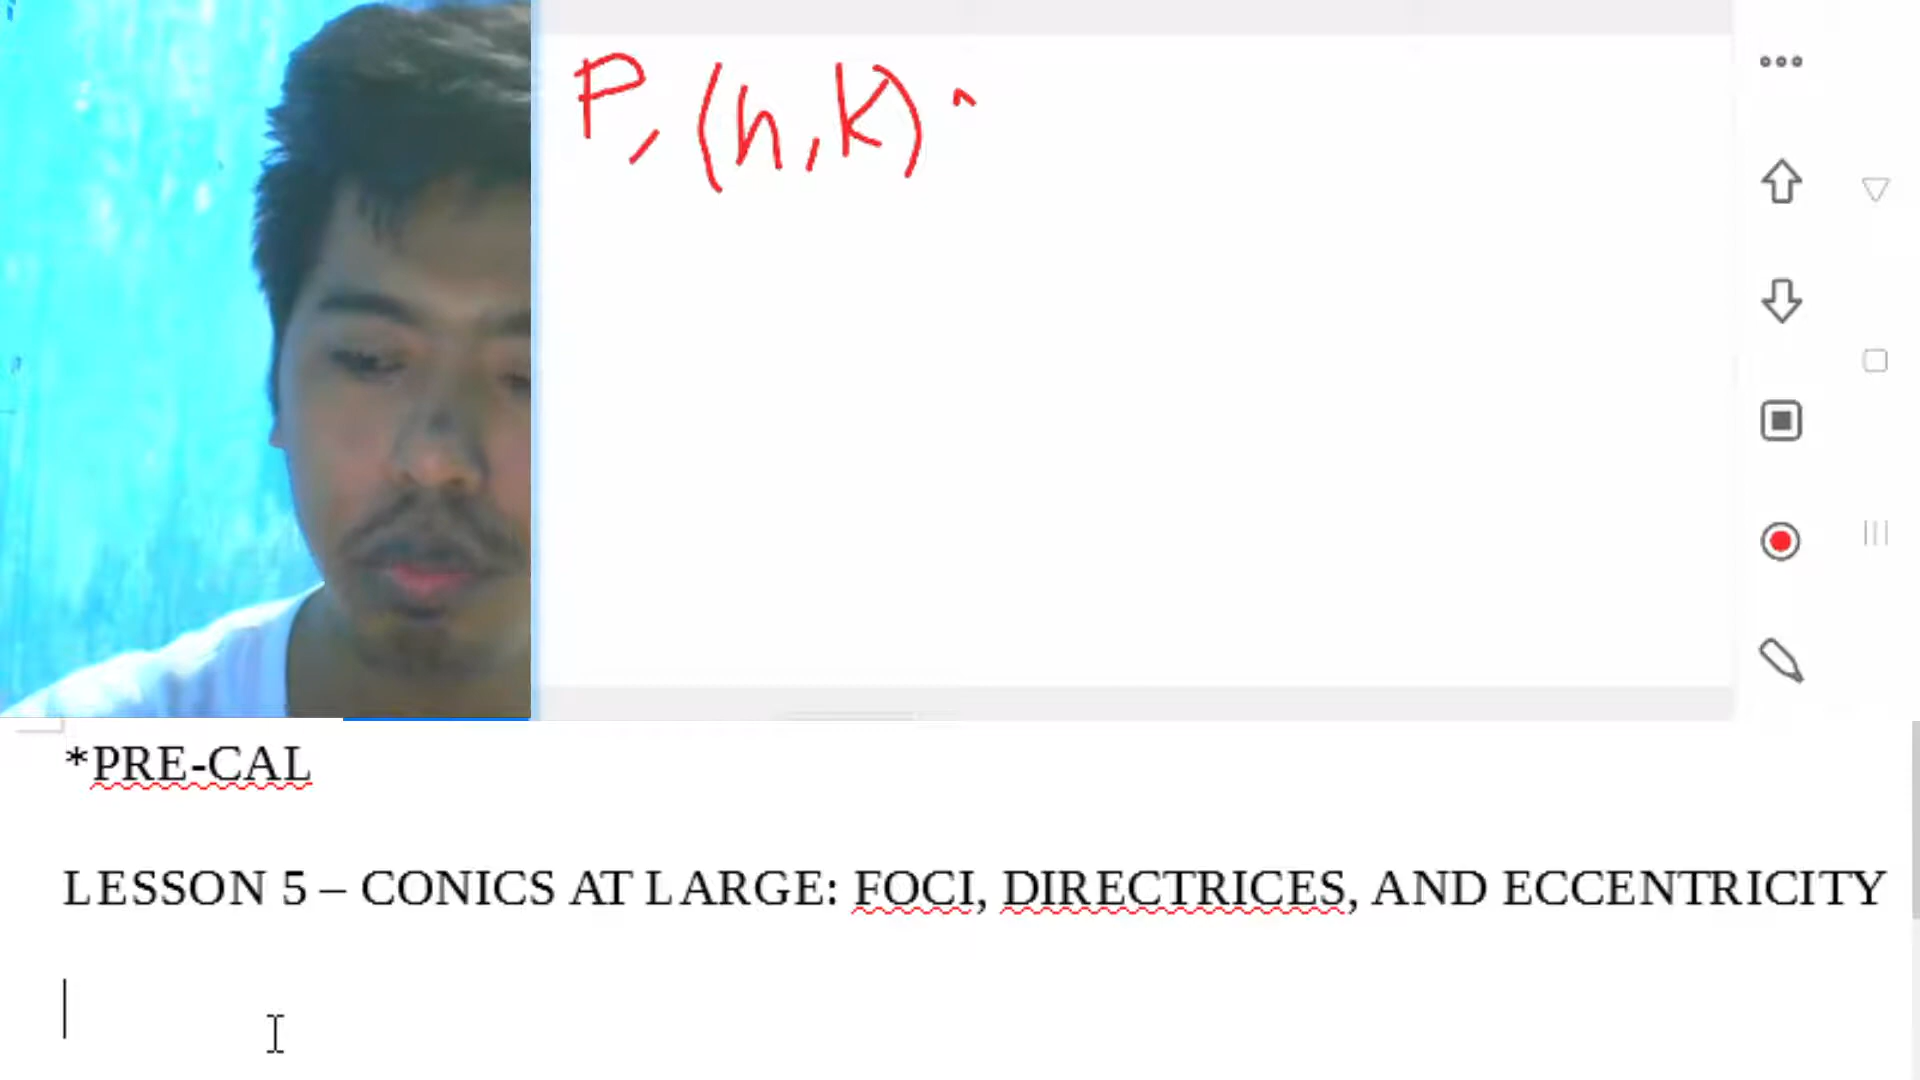 P, (h, k)
*PRE-CAL
LESSON 5 – CONICS AT LARGE: FOCI, DIRECTRICES, AND ECCENTRICITY